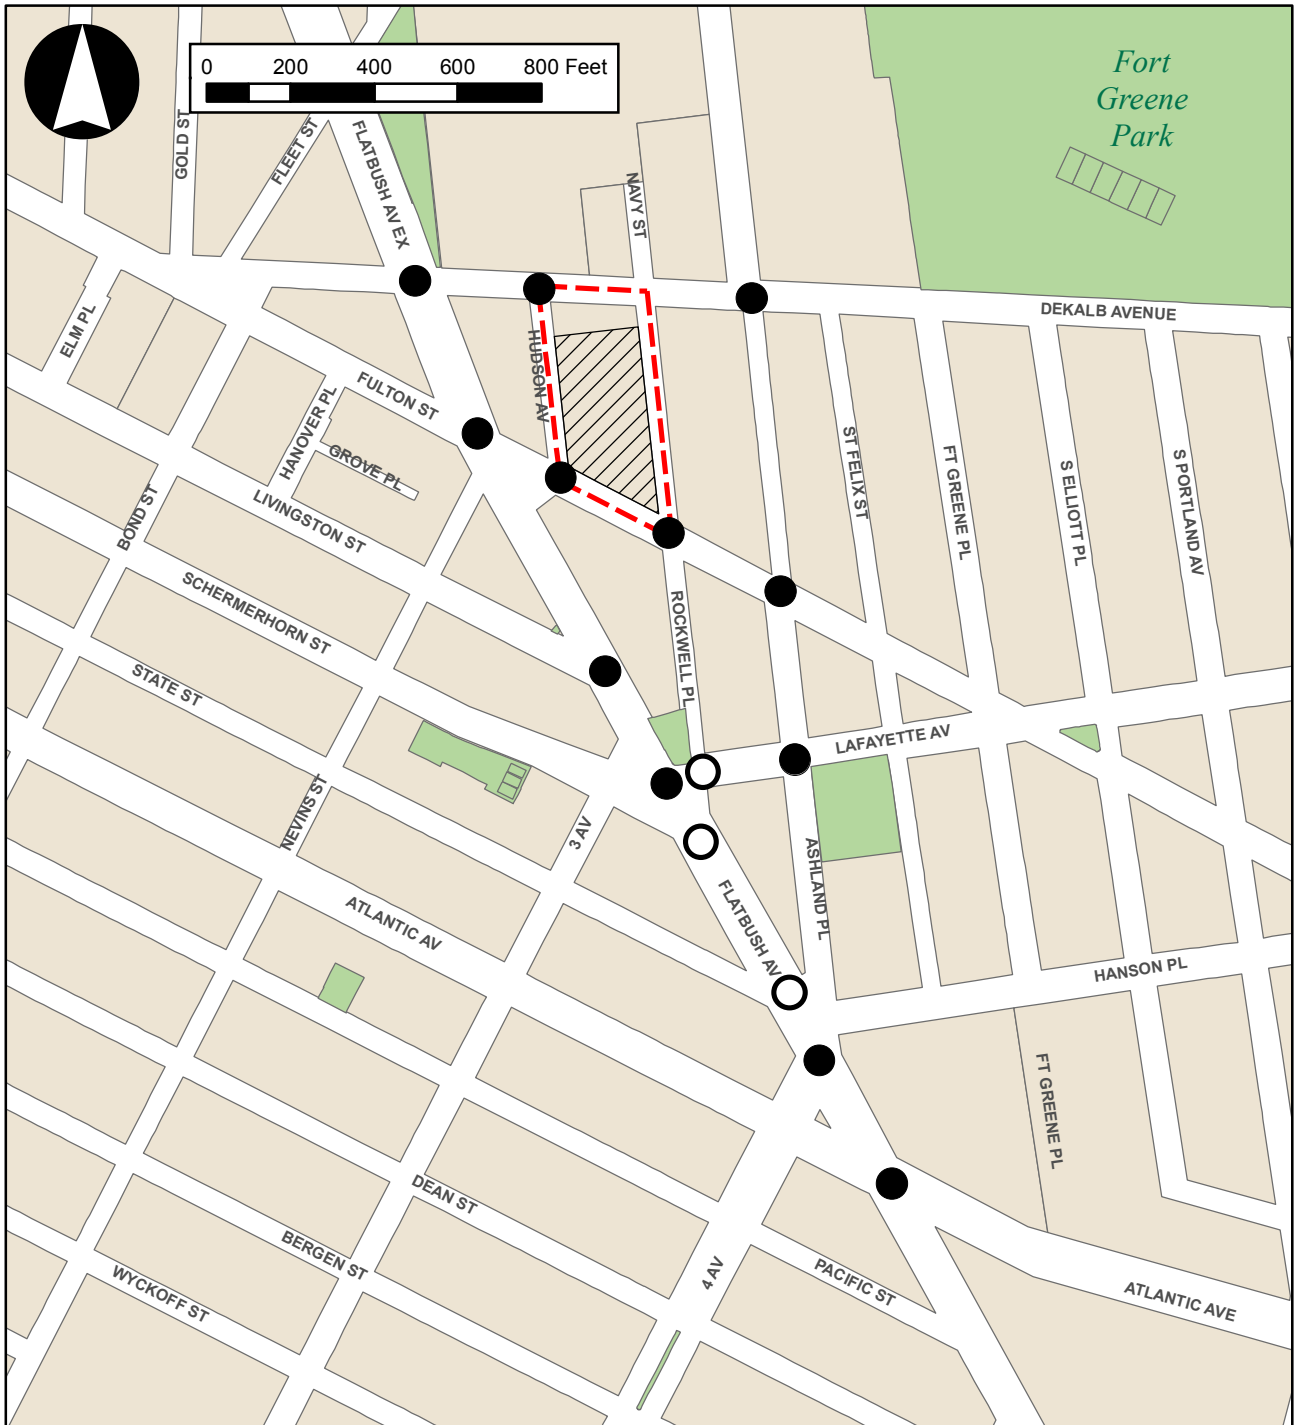 0 200 400 600 800 Feet
Fort
Greene
Park
GOLD ST
FLEET ST
FLATBUSH AV EX
NAVY ST
DEKALB AVENUE
ELM PL
HUDSON AV
FULTON ST
HANOVER PL
GROVE PL
ST FELIX ST
FT GREENE PL
S ELLIOTT PL
S PORTLAND AV
BOND ST
LIVINGSTON ST
SCHERMERHORN ST
ROCKWELL PL
STATE ST
LAFAYETTE AV
NEVINS ST
3 AV
ASHLAND PL
FLATBUSH AV
ATLANTIC AV
HANSON PL
FT GREENE PL
DEAN ST
BERGEN ST
WYCKOFF ST
4 AV
PACIFIC ST
ATLANTIC AVE